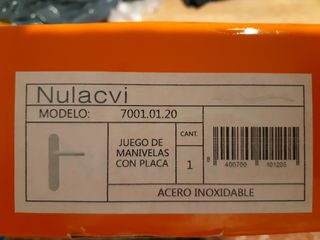 Nulacvi
MODELO: 7001.01.20
JUEGO DE
MANIVELAS
CON PLACA
CANT.
1
ACERO INOXIDABLE